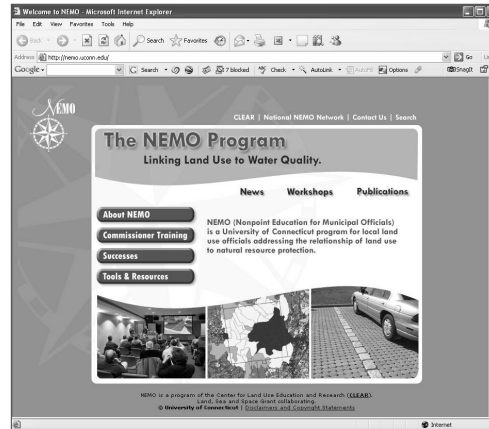 Welcome to NEMO - Microsoft Internet Explorer
File Edit View Favorites Tools Help
Back Search Favorites
Address http://nemo.uconn.edu/ Go
Google Search 7 blocked Check AutoLink AutoFill Options SnagIt
NEMO
CLEAR | National NEMO Network | Contact Us | Search
The NEMO Program
Linking Land Use to Water Quality.
News Workshops Publications
About NEMO
Commissioner Training
Successes
Tools & Resources
NEMO (Nonpoint Education for Municipal Officials)
is a University of Connecticut program for local land
use officials addressing the relationship of land use
to natural resource protection.
NEMO is a program of the Center for Land Use Education and Research (CLEAR).
Land, Sea and Space Grant collaborating.
© University of Connecticut | Disclaimers and Copyright Statements
Internet